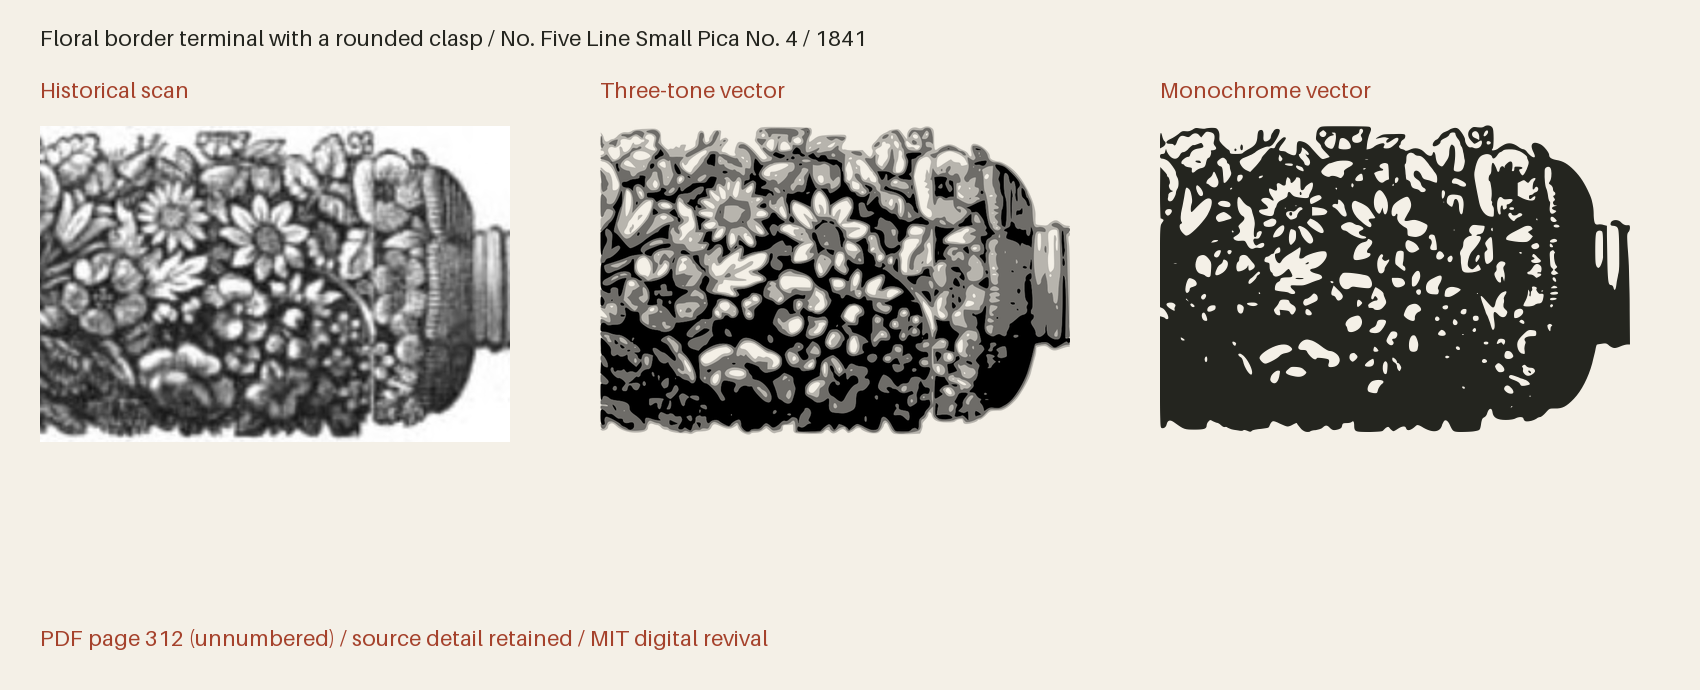 Floral border terminal with a rounded clasp / No. Five Line Small Pica No. 4 / 1841
Historical scan
Three-tone vector
Monochrome vector
PDF page 312 (unnumbered) / source detail retained / MIT digital revival